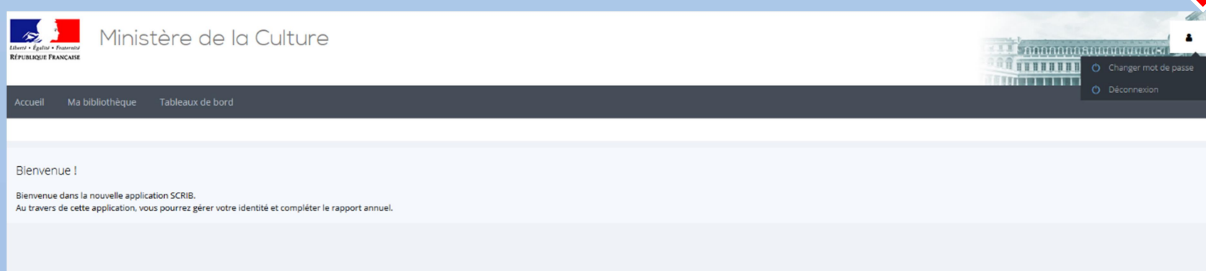 Liberté • Égalité • Fraternité
RÉPUBLIQUE FRANÇAISE
Ministère de la Culture
Changer mot de passe
Déconnexion
Accueil Ma bibliothèque Tableaux de bord
Bienvenue !
Bienvenue dans la nouvelle application SCRIB.
Au travers de cette application, vous pourrez gérer votre identité et compléter le rapport annuel.